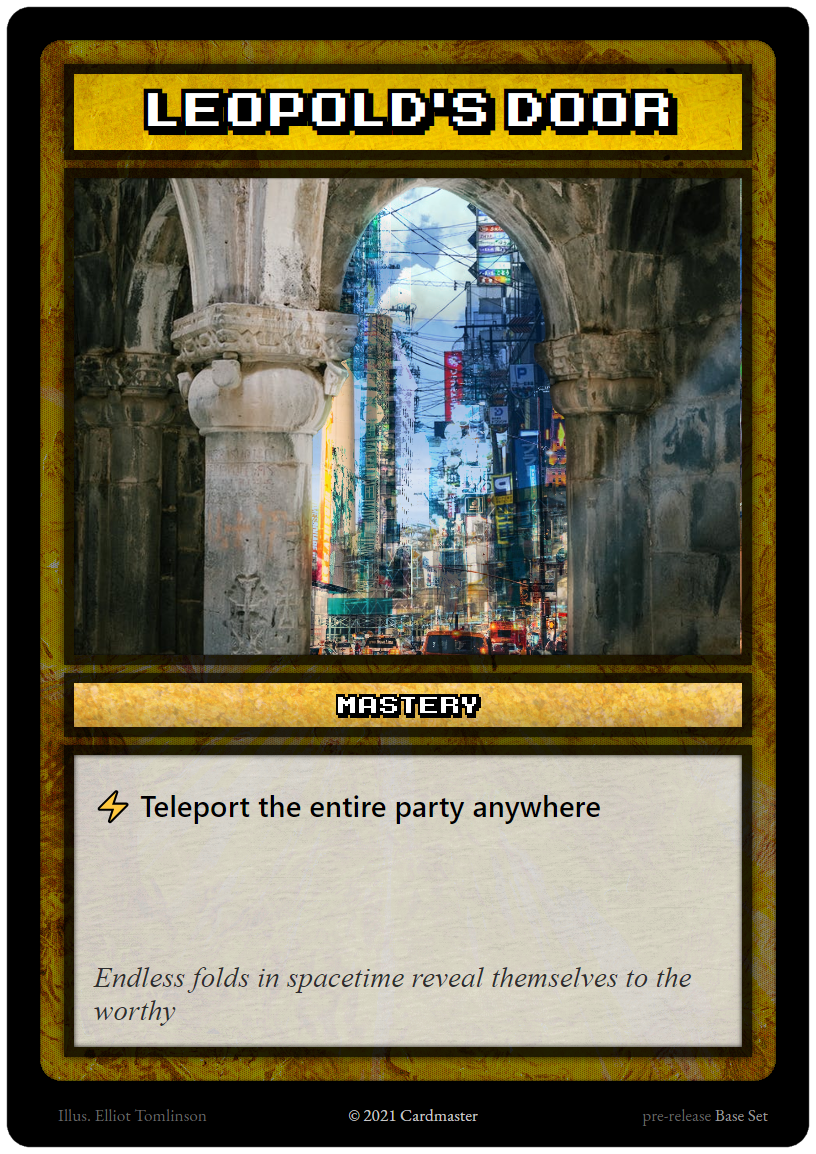 LEOPOLD'S DOOR
P
P
MASTERY
⚡ Teleport the entire party anywhere
Endless folds in spacetime reveal themselves to the
worthy
Illus. Elliot Tomlinson © 2021 Cardmaster pre-release Base Set